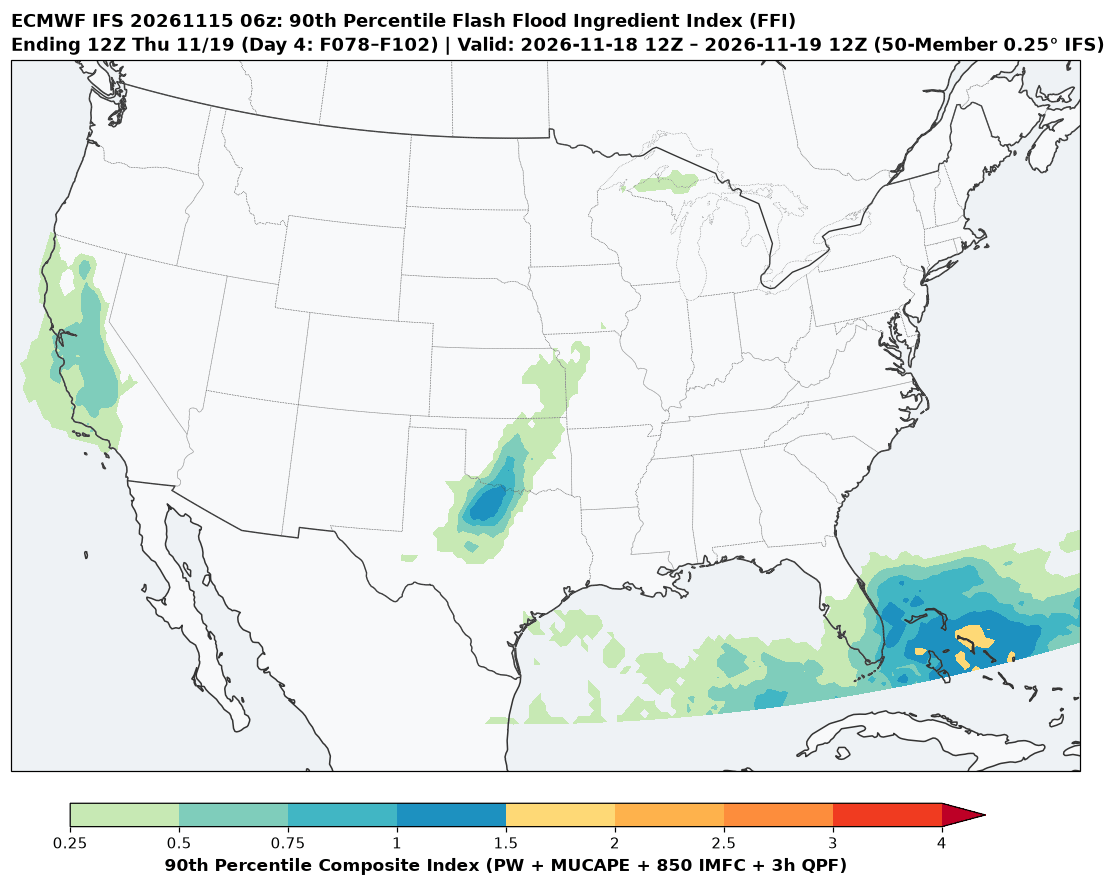 ECMWF IFS 20261115 06z: 90th Percentile Flash Flood Ingredient Index (FFI)
Ending 12Z Thu 11/19 (Day 4: F078–F102) | Valid: 2026-11-18 12Z – 2026-11-19 12Z (50-Member 0.25° IFS)
0.25 0.5 0.75 1 1.5 2 2.5 3 4
90th Percentile Composite Index (PW + MUCAPE + 850 IMFC + 3h QPF)